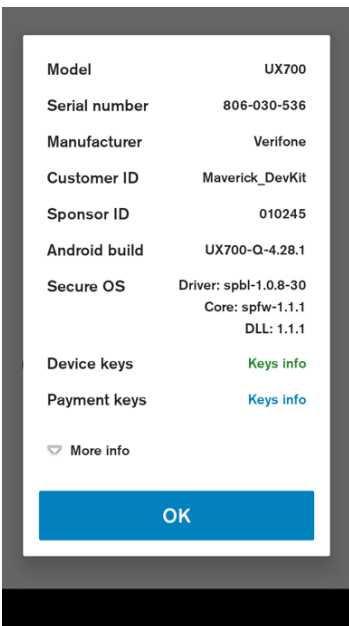 Model UX700
Serial number 806-030-536
Manufacturer Verifone
Customer ID Maverick_DevKit
Sponsor ID 010245
Android build UX700-Q-4.28.1
Secure OS Driver: spbl-1.0.8-30
Core: spfw-1.1.1
DLL: 1.1.1
Device keys Keys info
Payment keys Keys info
More info
OK